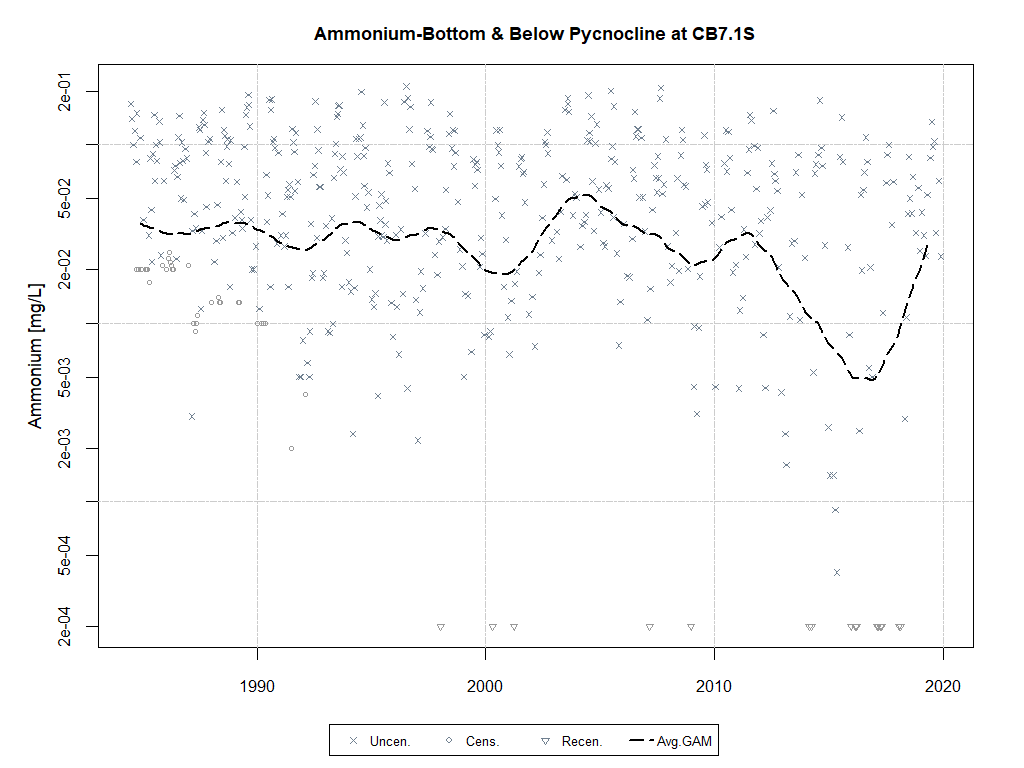 Ammonium-Bottom & Below Pycnocline at CB7.1S
Ammonium [mg/L]
2e-01
5e-02
2e-02
5e-03
2e-03
5e-04
2e-04
1990 2000 2010 2020
Uncen. Cens. Recen. Avg.GAM